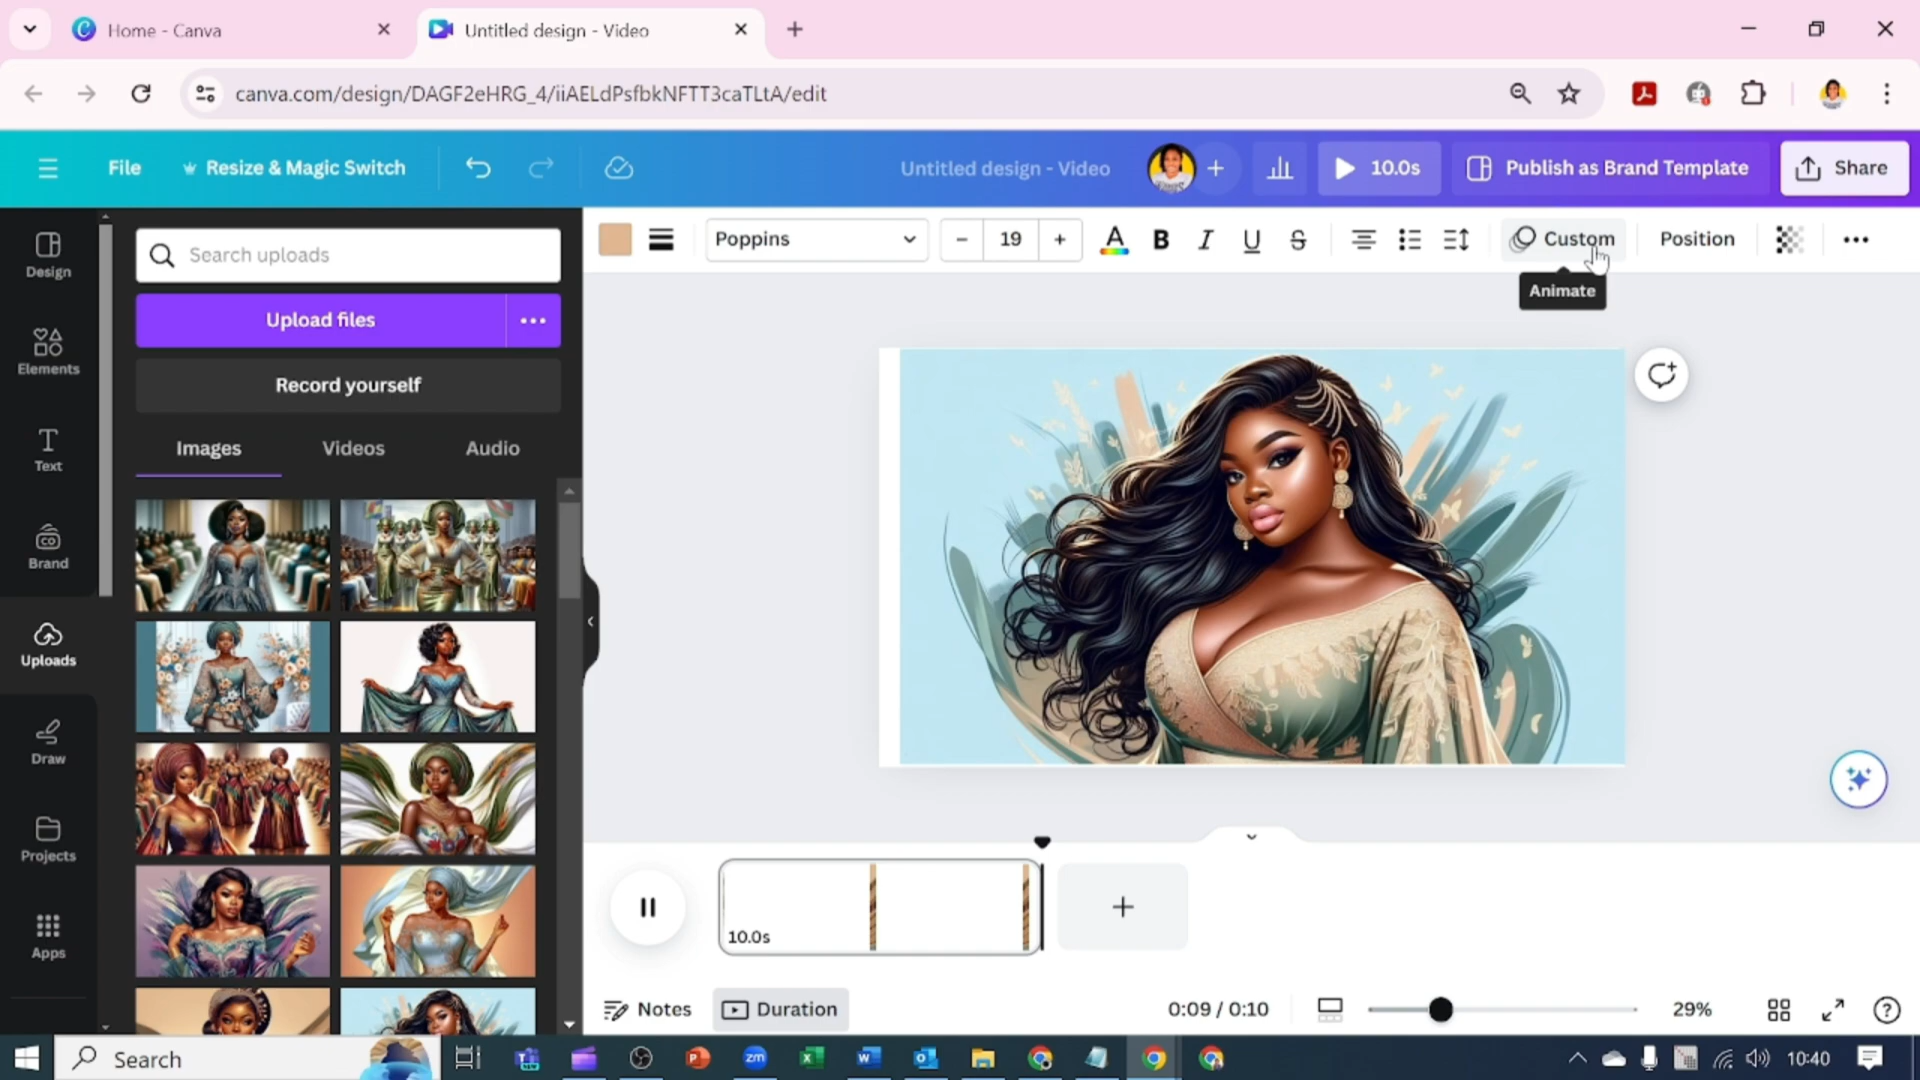 Home - Canva
Untitled design - Video
canva.com/design/DAGF2eHRG_4/iiAELdPsfbkNFTT3caTLtA/edit
File
Resize & Magic Switch
Untitled design - Video
10.0s
Publish as Brand Template
Share
Design
Elements
Text
Brand
Uploads
Draw
Projects
Apps
Search uploads
Upload files
Record yourself
Images
Videos
Audio
Poppins
19
Custom
Position
Animate
10.0s
Notes
Duration
0:09 / 0:10
29%
Search
10:40